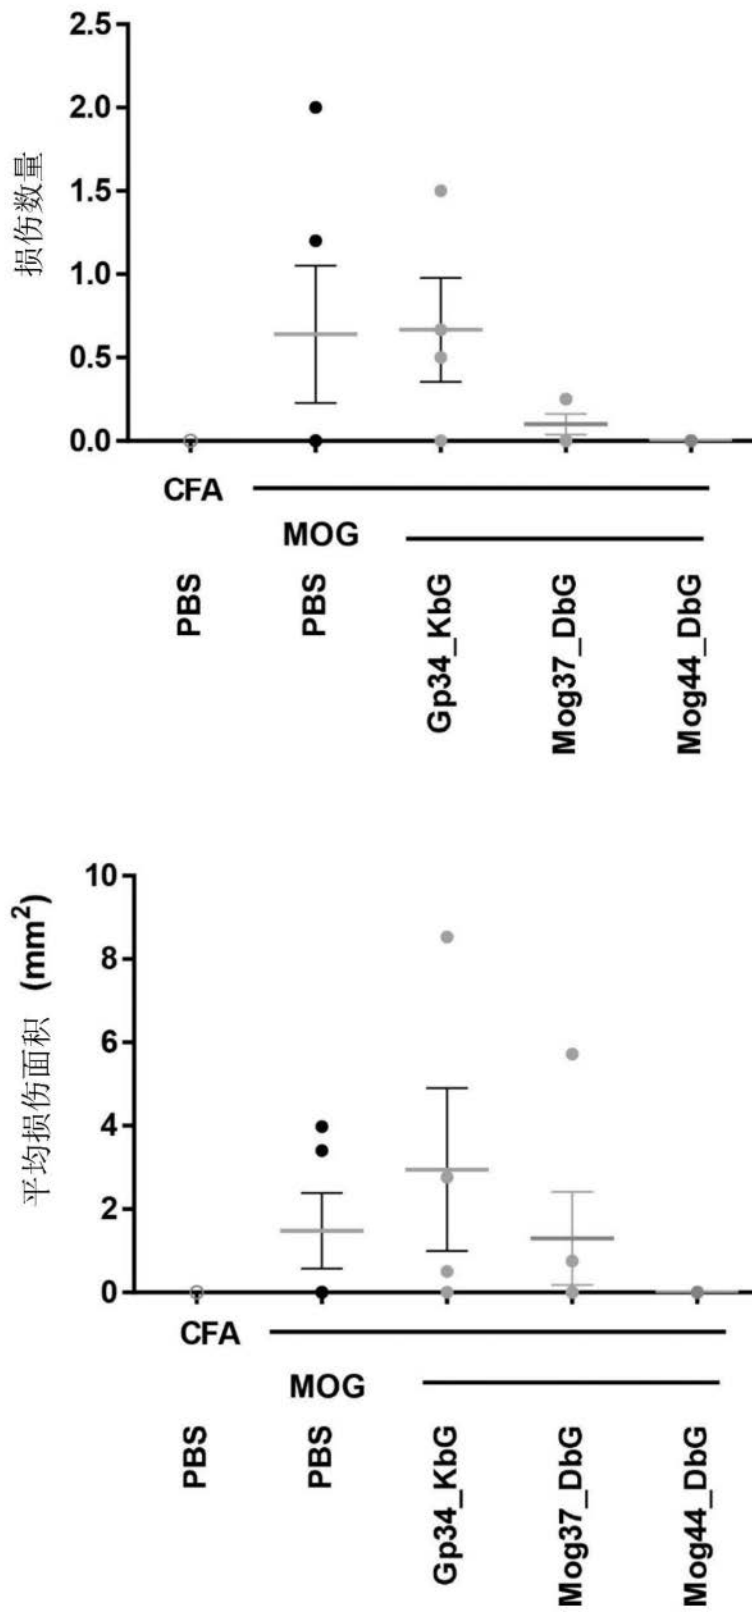 损伤数量
2.5
2.0
1.5
1.0
0.5
0.0
CFA
MOG
PBS
PBS
Gp34_KbG
Mog37_DbG
Mog44_DbG
平均损伤面积 (mm²)
10
8
6
4
2
0
CFA
MOG
PBS
PBS
Gp34_KbG
Mog37_DbG
Mog44_DbG